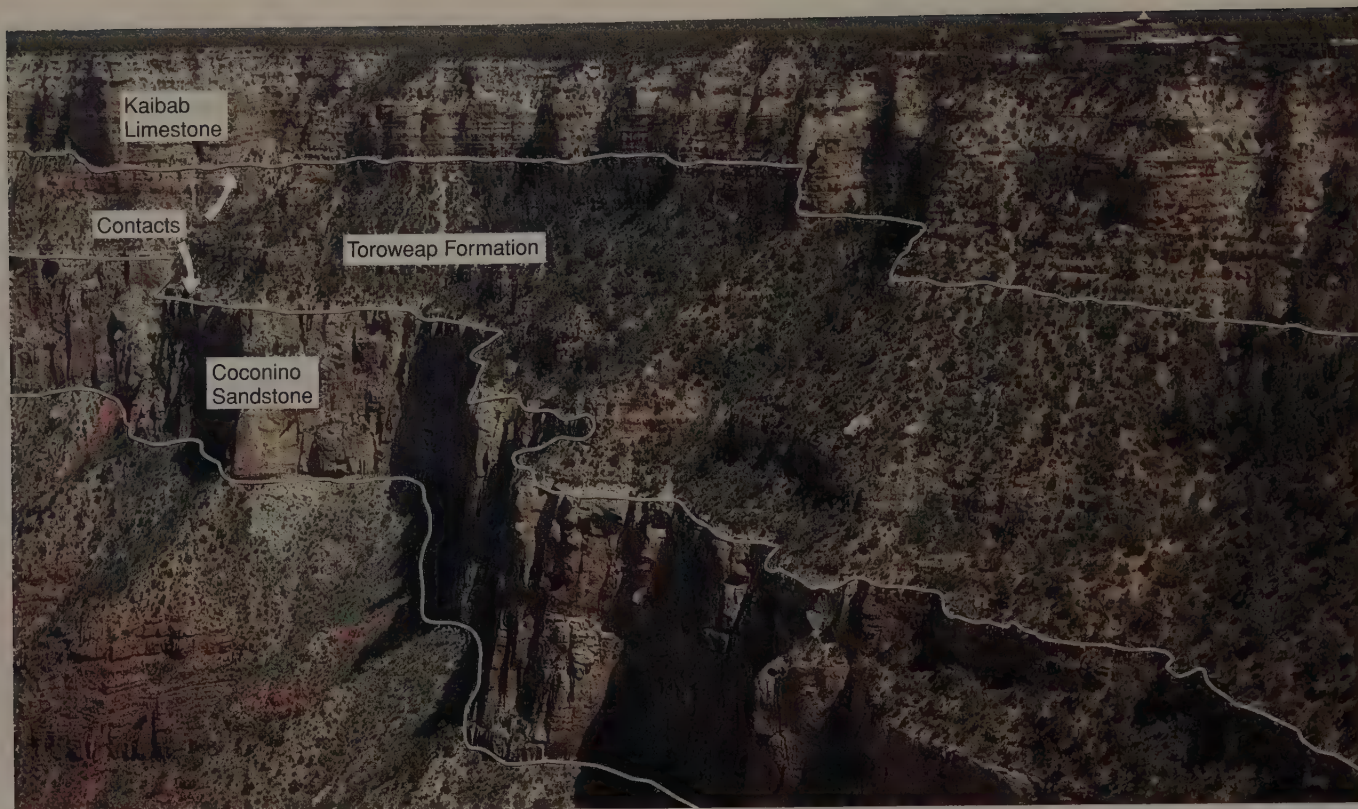 Kaibab
Limestone
Contacts
Toroweap Formation
Coconino
Sandstone